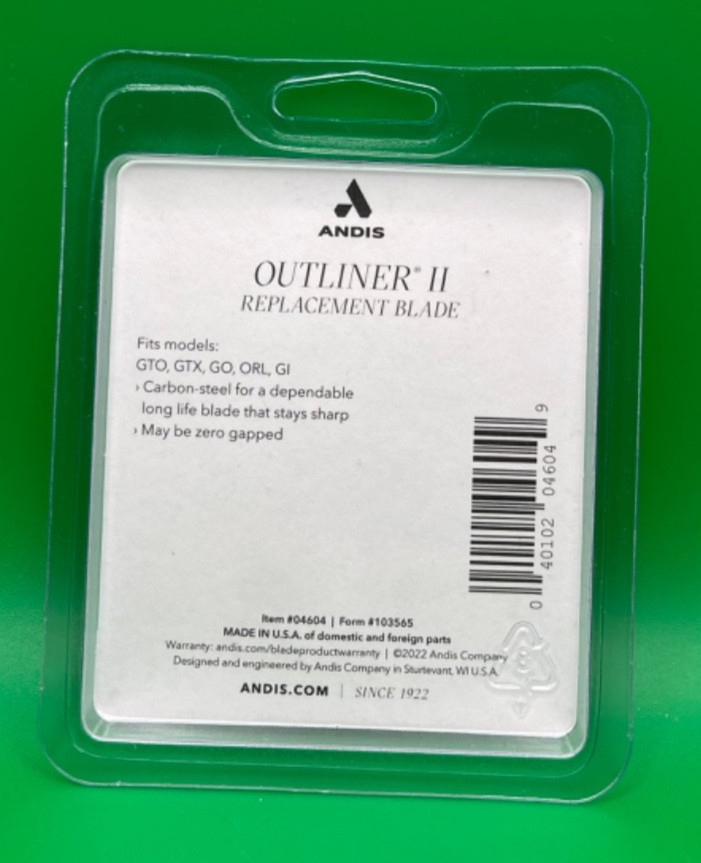 ANDIS
OUTLINER® II
REPLACEMENT BLADE
Fits models:
GTO, GTX, GO, ORL, GI
› Carbon-steel for a dependable
long life blade that stays sharp
› May be zero gapped
0 40102 04604 9
Item #04604 | Form #103565
MADE IN U.S.A. of domestic and foreign parts
Warranty: andis.com/bladeproductwarranty | ©2022 Andis Company
Designed and engineered by Andis Company in Sturtevant, WI U.S.A.
ANDIS.COM | SINCE 1922